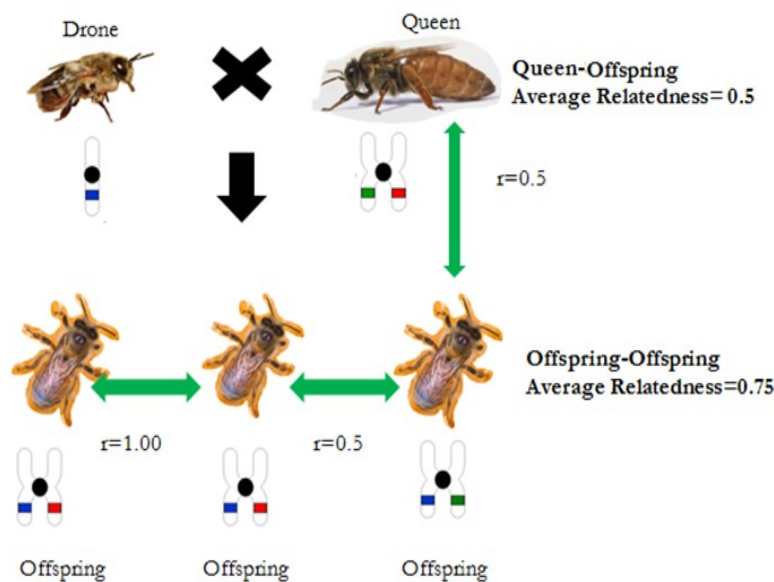 Drone
Queen
Queen-Offspring
Average Relatedness= 0.5
r=0.5
Offspring-Offspring
Average Relatedness=0.75
r=1.00
r=0.5
Offspring
Offspring
Offspring